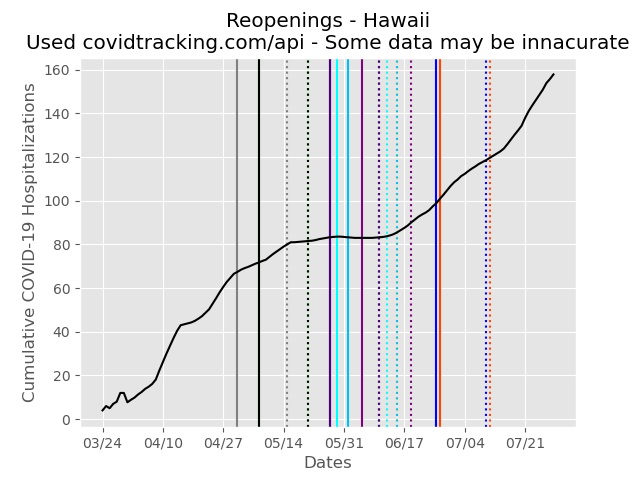 Reopenings - Hawaii
Used covidtracking.com/api - Some data may be innacurate
Cumulative COVID-19 Hospitalizations
160
140
120
100
80
60
40
20
0
03/24 04/10 04/27 05/14 05/31 06/17 07/04 07/21
Dates